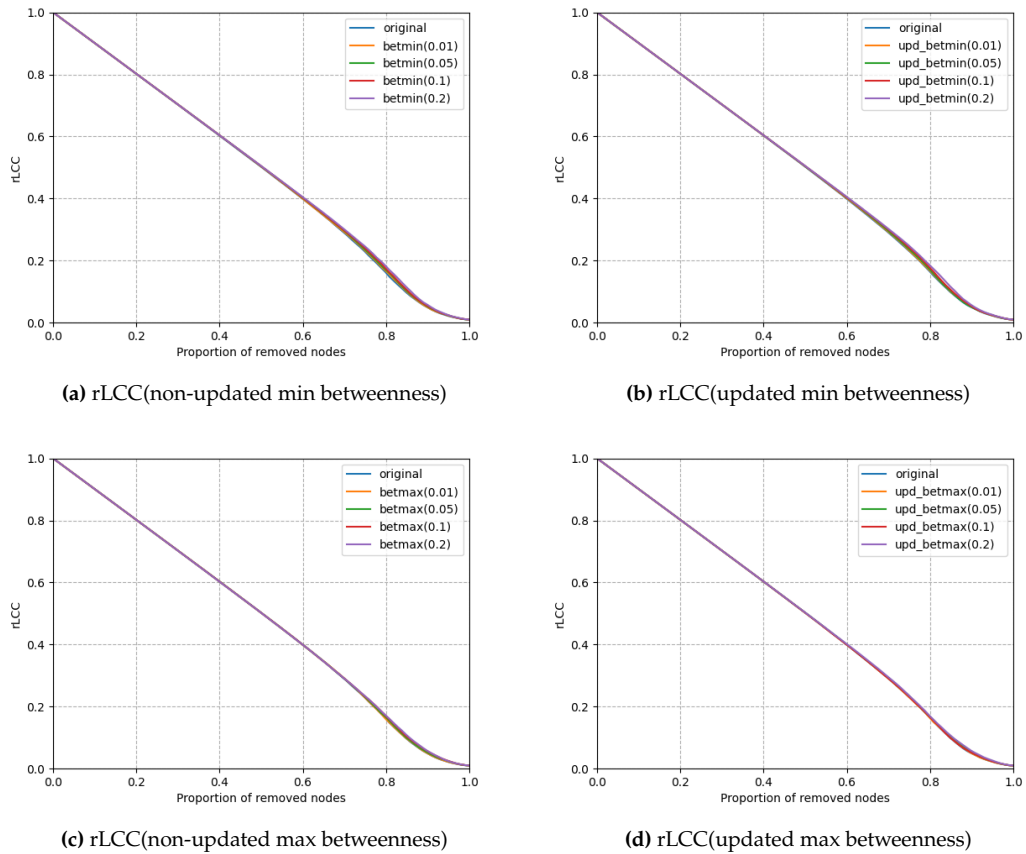 1.0
0.8
0.6
0.4
0.2
0.0
rLCC
original
betmin(0.01)
betmin(0.05)
betmin(0.1)
betmin(0.2)
0.0 0.2 0.4 0.6 0.8 1.0
Proportion of removed nodes
(a) rLCC(non-updated min betweenness)
1.0
0.8
0.6
0.4
0.2
0.0
rLCC
original
upd_betmin(0.01)
upd_betmin(0.05)
upd_betmin(0.1)
upd_betmin(0.2)
0.0 0.2 0.4 0.6 0.8 1.0
Proportion of removed nodes
(b) rLCC(updated min betweenness)
1.0
0.8
0.6
0.4
0.2
0.0
rLCC
original
betmax(0.01)
betmax(0.05)
betmax(0.1)
betmax(0.2)
0.0 0.2 0.4 0.6 0.8 1.0
Proportion of removed nodes
(c) rLCC(non-updated max betweenness)
1.0
0.8
0.6
0.4
0.2
0.0
rLCC
original
upd_betmax(0.01)
upd_betmax(0.05)
upd_betmax(0.1)
upd_betmax(0.2)
0.0 0.2 0.4 0.6 0.8 1.0
Proportion of removed nodes
(d) rLCC(updated max betweenness)